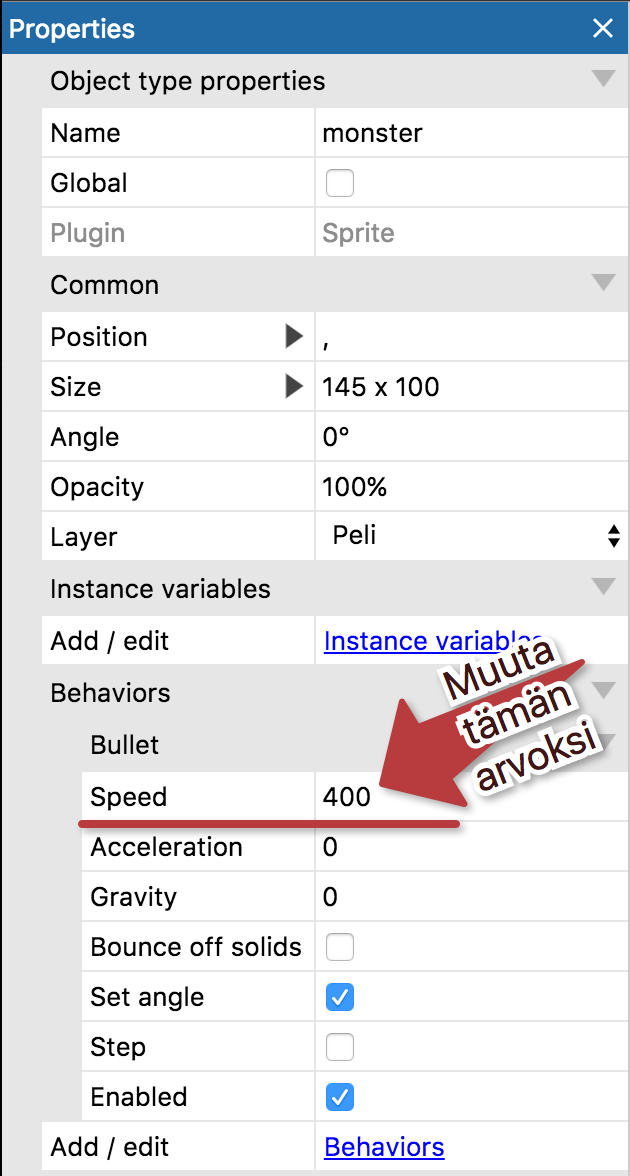 Properties
Object type properties
Name monster
Global
Plugin Sprite
Common
Position ,
Size 145 x 100
Angle 0°
Opacity 100%
Layer Peli
Instance variables
Add / edit Instance variables
Behaviors
Muuta
tämän
arvoksi
Bullet
Speed 400
Acceleration 0
Gravity 0
Bounce off solids
Set angle
Step
Enabled
Add / edit Behaviors